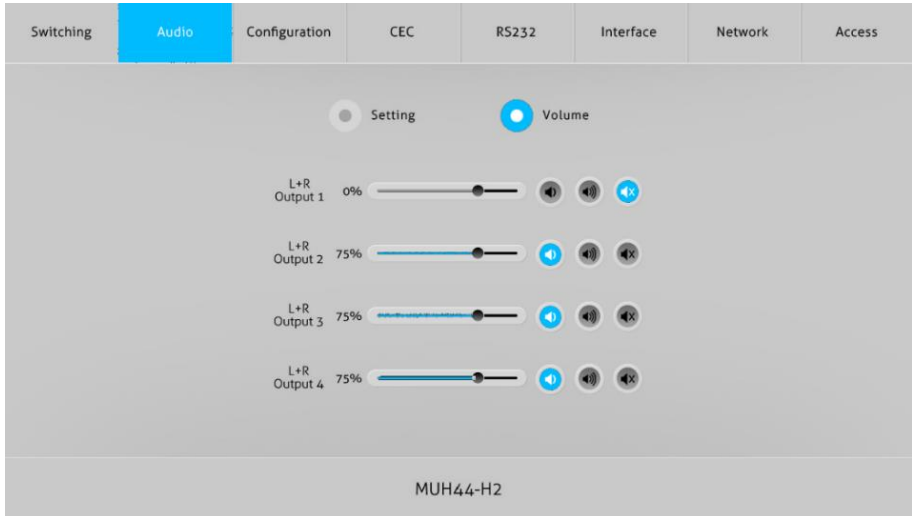 Switching Audio Configuration CEC RS232 Interface Network Access
Setting Volume
L+R
Output 1 0%
L+R
Output 2 75%
L+R
Output 3 75%
L+R
Output 4 75%
MUH44-H2